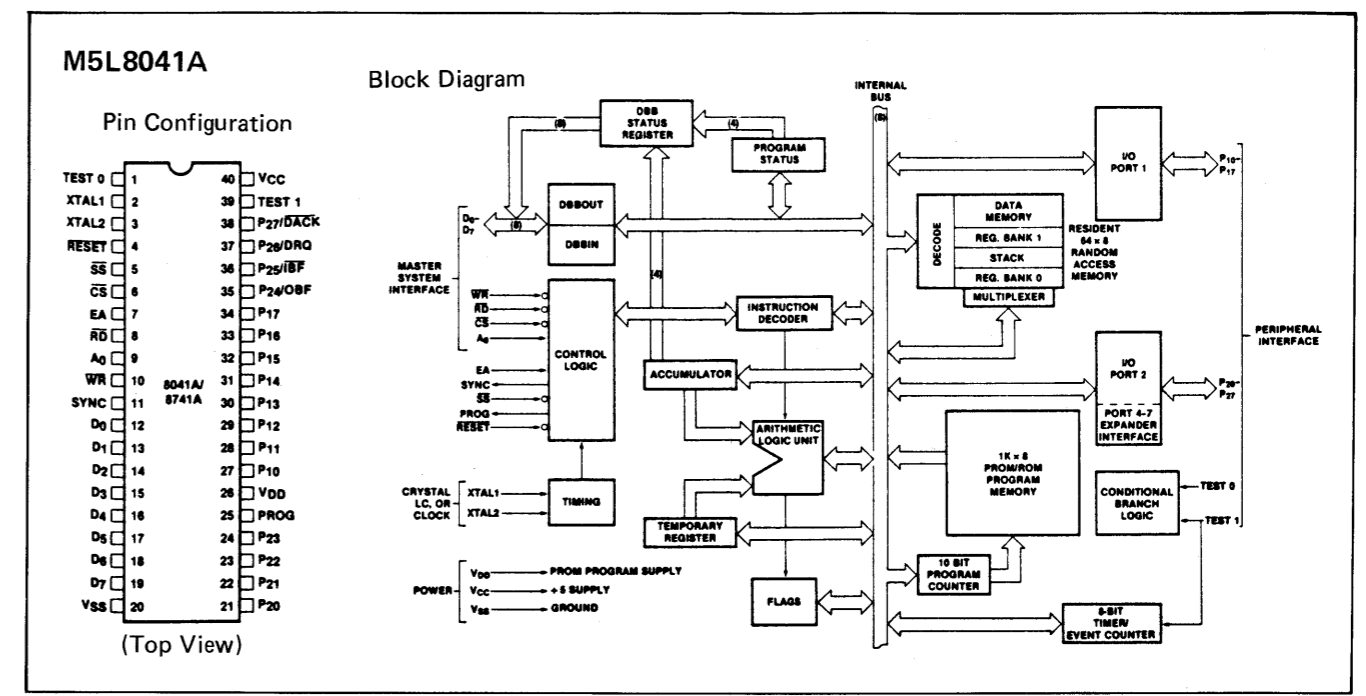 M5L8041A
Pin Configuration
TEST 0 1
XTAL1 2
XTAL2 3
RESET 4
SS 5
CS 6
EA 7
RD 8
A0 9
WR 10
SYNC 11
D0 12
D1 13
D2 14
D3 15
D4 16
D5 17
D6 18
D7 19
VSS 20
8041A/
8741A
40 VCC
39 TEST 1
38 P27/DACK
37 P26/DRQ
36 P25/IBF
35 P24/OBF
34 P17
33 P16
32 P15
31 P14
30 P13
29 P12
28 P11
27 P10
26 VDD
25 PROG
24 P23
23 P22
22 P21
21 P20
(Top View)
Block Diagram
INTERNAL
BUS
(8)
DBB
STATUS
REGISTER
(8)
(4)
PROGRAM
STATUS
D0-
D7
(8)
DBBOUT
DBBIN
MASTER
SYSTEM
INTERFACE
WR
RD
CS
A0
EA
SYNC
SS
PROG
RESET
CONTROL
LOGIC
(4)
INSTRUCTION
DECODER
ACCUMULATOR
ARITHMETIC
LOGIC UNIT
CRYSTAL
LC, OR
CLOCK
XTAL1
XTAL2
TIMING
TEMPORARY
REGISTER
POWER
VDD PROM PROGRAM SUPPLY
VCC +5 SUPPLY
VSS GROUND
FLAGS
I/O
PORT 1
P10-
P17
DECODE
DATA
MEMORY
REG. BANK 1
STACK
REG. BANK 0
MULTIPLEXER
RESIDENT
64 × 8
RANDOM
ACCESS
MEMORY
PERIPHERAL
INTERFACE
I/O
PORT 2
PORT 4-7
EXPANDER
INTERFACE
P20-
P27
1K × 8
PROM/ROM
PROGRAM
MEMORY
CONDITIONAL
BRANCH
LOGIC
TEST 0
TEST 1
10 BIT
PROGRAM
COUNTER
8-BIT
TIMER/
EVENT COUNTER